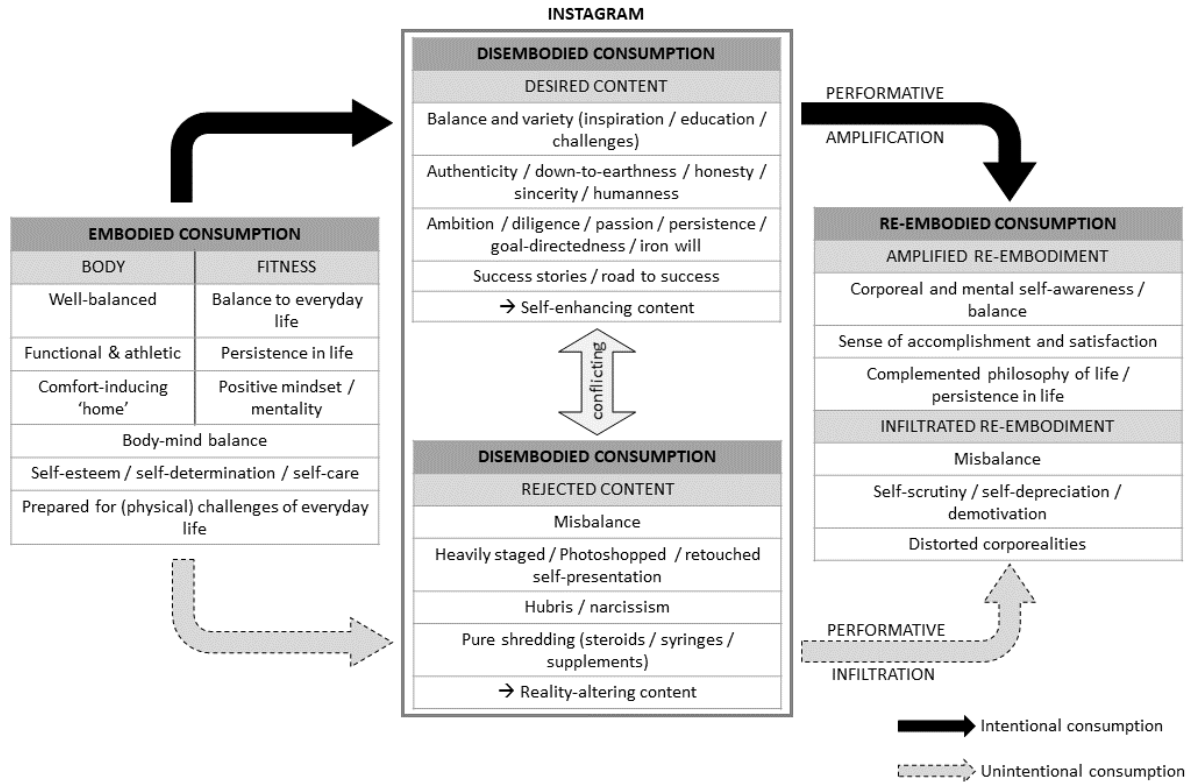 INSTAGRAM
DISEMBODIED CONSUMPTION
DESIRED CONTENT
Balance and variety (inspiration / education /
challenges)
Authenticity / down-to-earthness / honesty /
sincerity / humanness
Ambition / diligence / passion / persistence /
goal-directedness / iron will
Success stories / road to success
→ Self-enhancing content
conflicting
DISEMBODIED CONSUMPTION
REJECTED CONTENT
Misbalance
Heavily staged / Photoshopped / retouched
self-presentation
Hubris / narcissism
Pure shredding (steroids / syringes /
supplements)
→ Reality-altering content
EMBODIED CONSUMPTION
BODY
FITNESS
Well-balanced
Balance to everyday
life
Functional & athletic
Persistence in life
Comfort-inducing
'home'
Positive mindset /
mentality
Body-mind balance
Self-esteem / self-determination / self-care
Prepared for (physical) challenges of everyday
life
PERFORMATIVE
AMPLIFICATION
RE-EMBODIED CONSUMPTION
AMPLIFIED RE-EMBODIMENT
Corporeal and mental self-awareness /
balance
Sense of accomplishment and satisfaction
Complemented philosophy of life /
persistence in life
INFILTRATED RE-EMBODIMENT
Misbalance
Self-scrutiny / self-depreciation /
demotivation
Distorted corporealities
PERFORMATIVE
INFILTRATION
Intentional consumption
Unintentional consumption